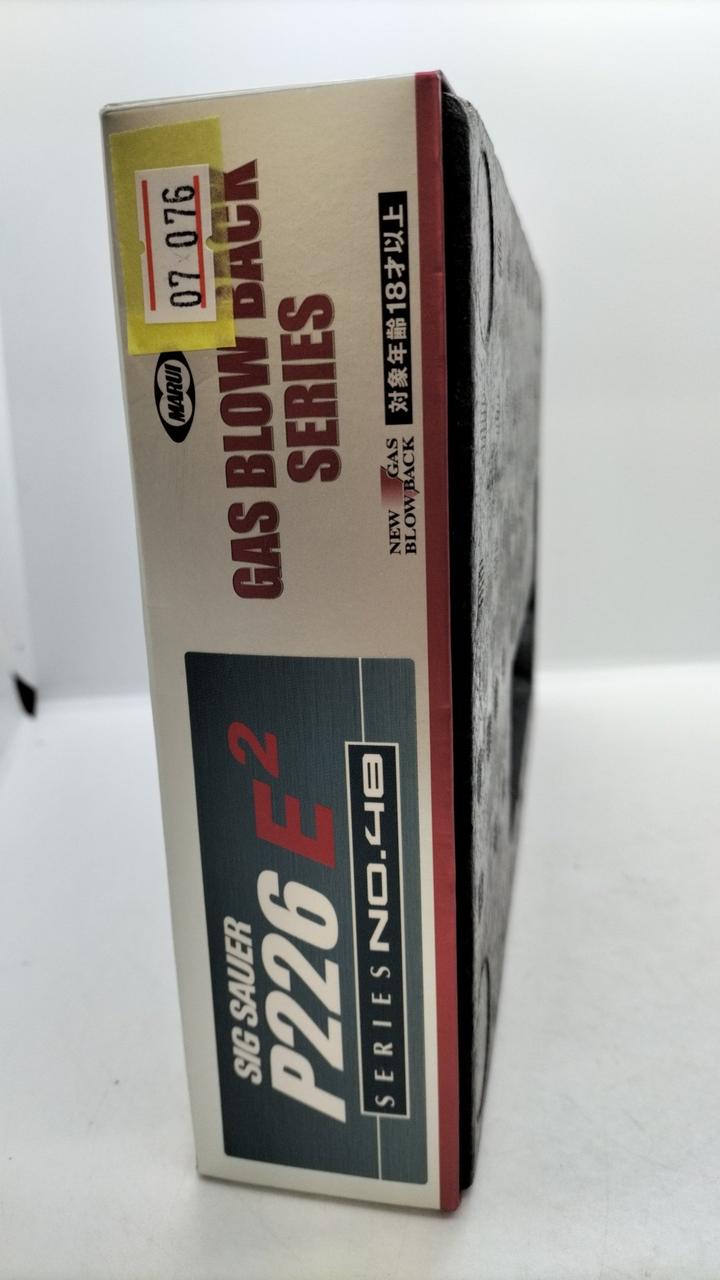 07 076
MARUI
GAS BLOW BACK
SERIES
NEW GAS
BLOW BACK
対象年齢18才以上
SIG SAUER
P226 E2
SERIES NO.48